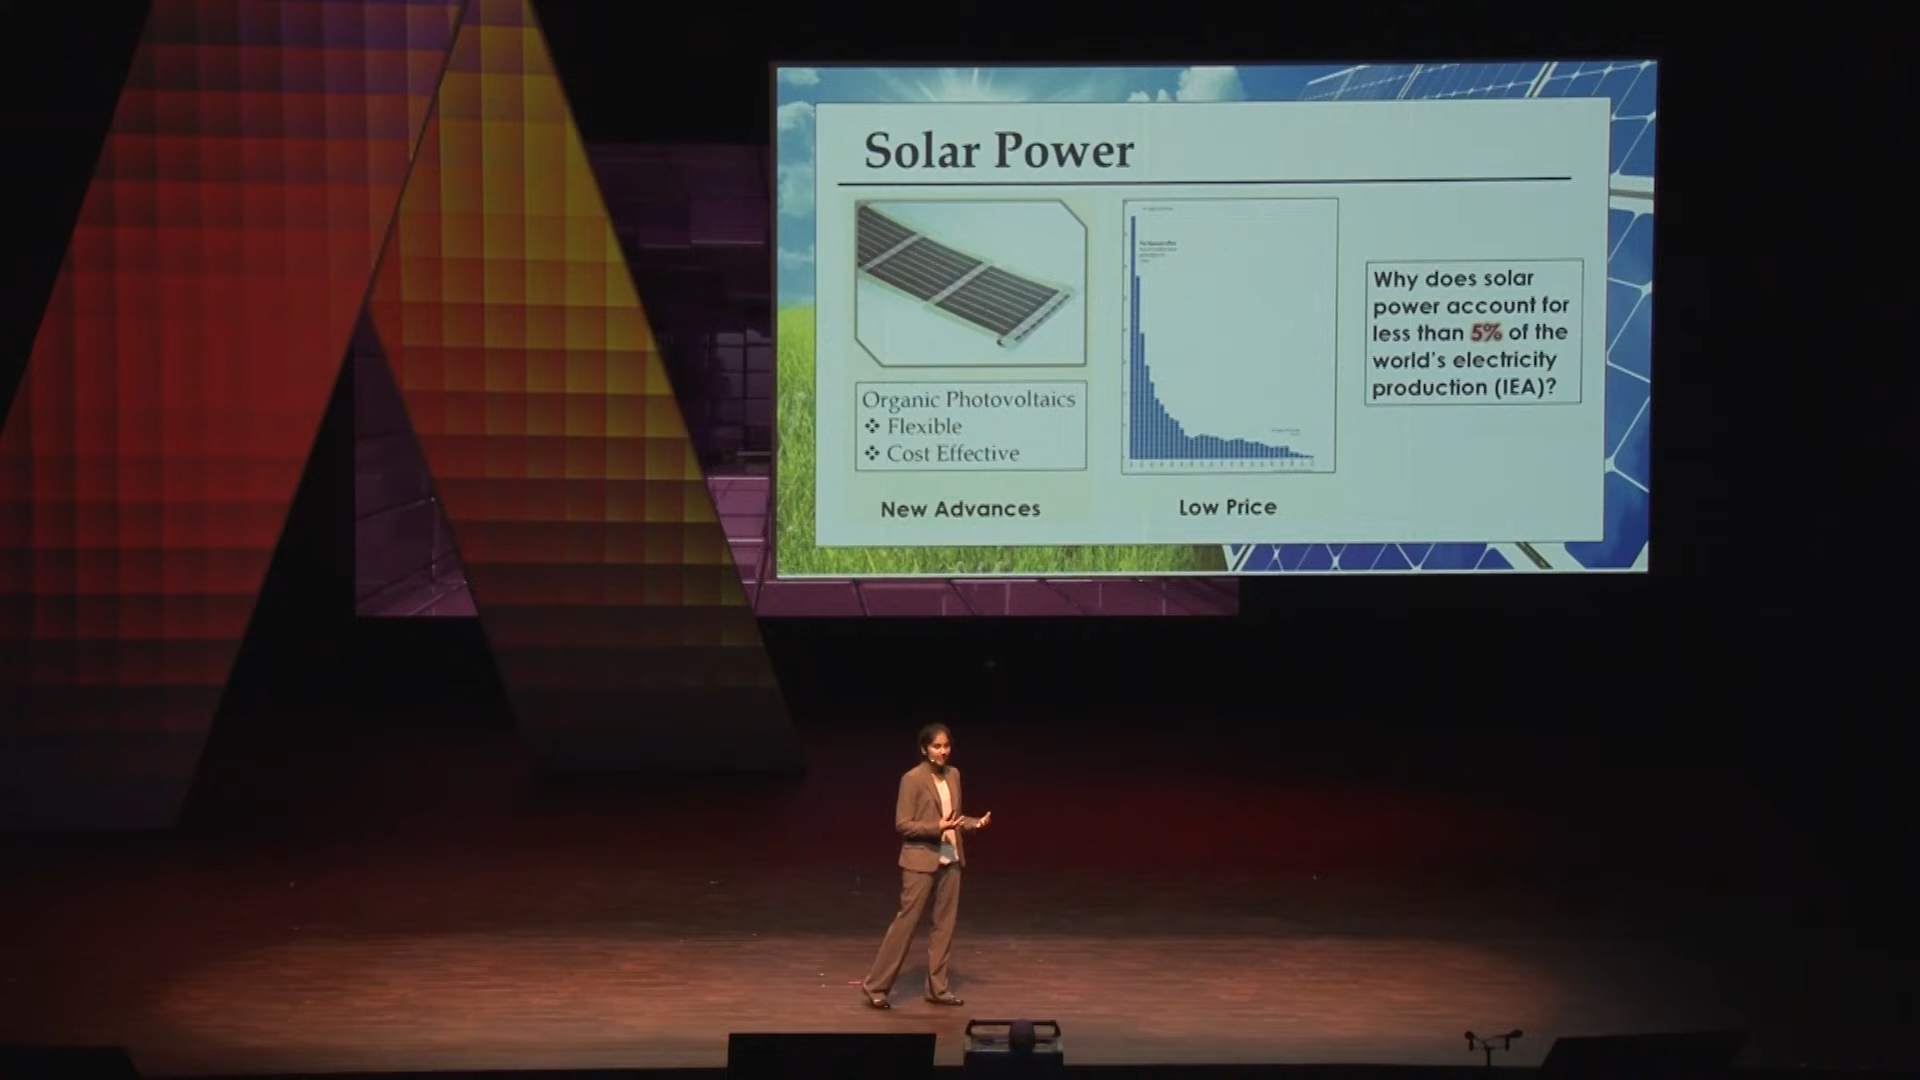 Solar Power
Organic Photovoltaics
❖ Flexible
❖ Cost Effective
New Advances
Low Price
Why does solar
power account for
less than 5% of the
world's electricity
production (IEA)?